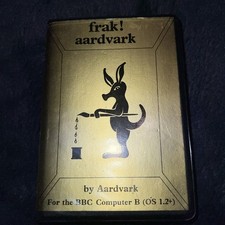 frak!
aardvark
by Aardvark
For the BBC Computer B (OS 1.2+)